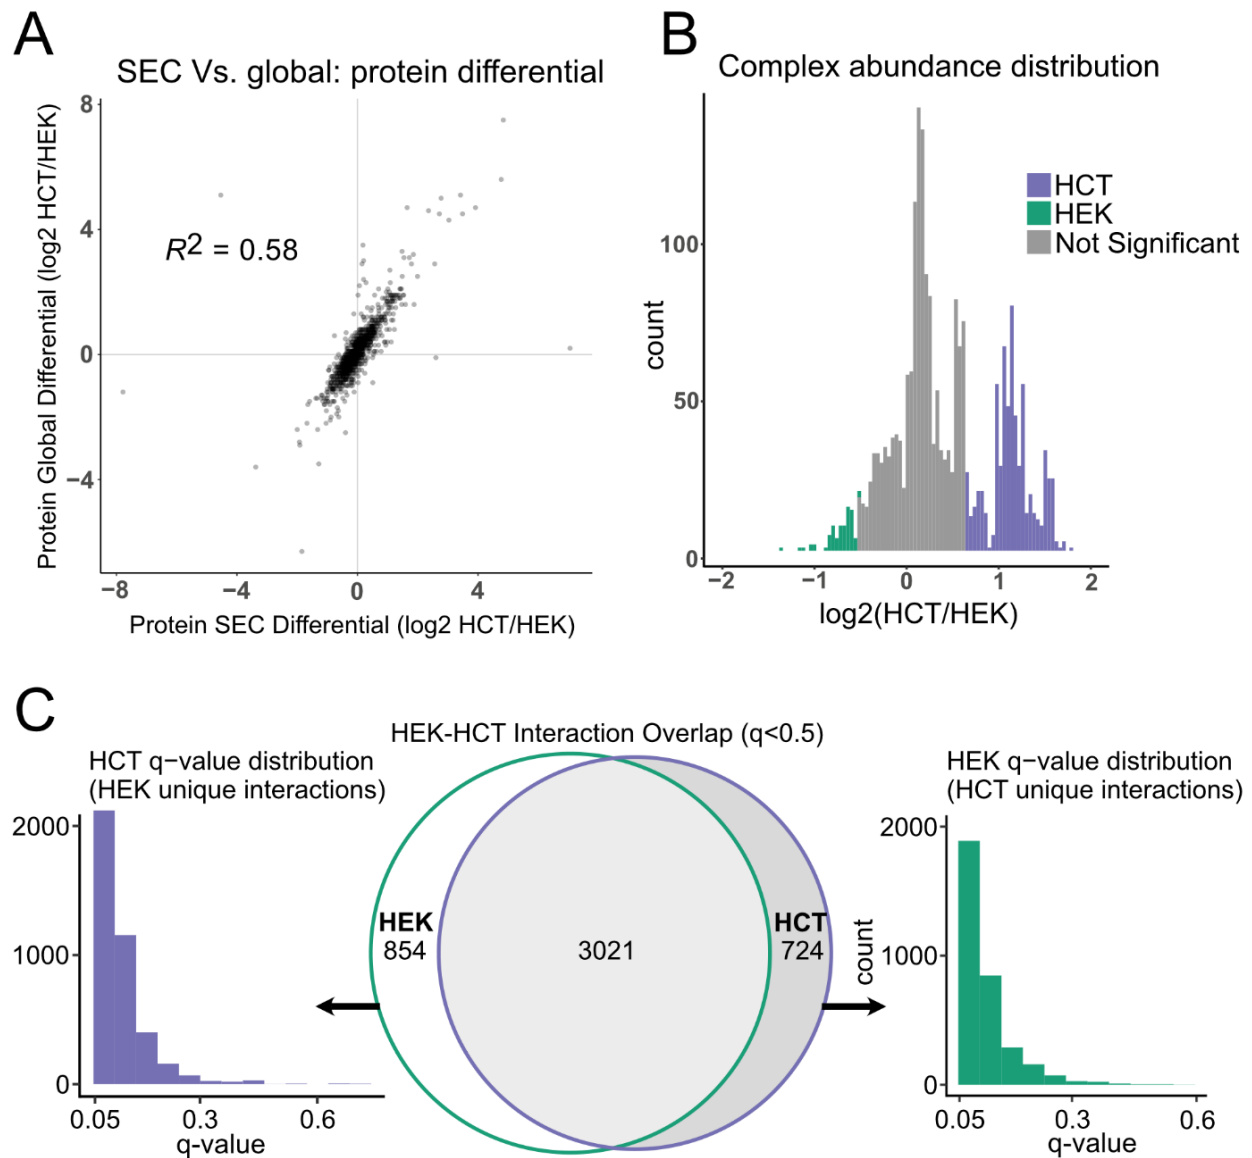 A
SEC Vs. global: protein differential
Protein Global Differential (log2 HCT/HEK)
8
4
0
−4
R2 = 0.58
−8
−4
0
4
Protein SEC Differential (log2 HCT/HEK)
B
Complex abundance distribution
count
100
50
0
HCT
HEK
Not Significant
−2
−1
0
1
2
log2(HCT/HEK)
C
HEK-HCT Interaction Overlap (q<0.5)
HCT q−value distribution
(HEK unique interactions)
2000
1000
0
0.05
0.3
0.6
q-value
HEK
854
3021
HCT
724
HEK q−value distribution
(HCT unique interactions)
count
2000
1000
0
0.05
0.3
0.6
q-value